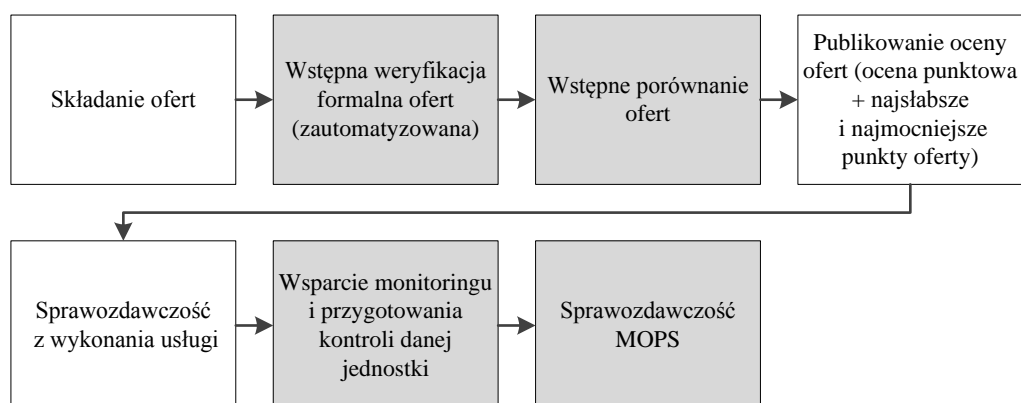 Składanie ofert
Wstępna weryfikacja
formalna ofert
(zautomatyzowana)
Wstępne porównanie
ofert
Publikowanie oceny
ofert (ocena punktowa
+ najsłabsze
i najmocniejsze
punkty oferty)
Sprawozdawczość
z wykonania usługi
Wsparcie monitoringu
i przygotowania
kontroli danej
jednostki
Sprawozdawczość
MOPS